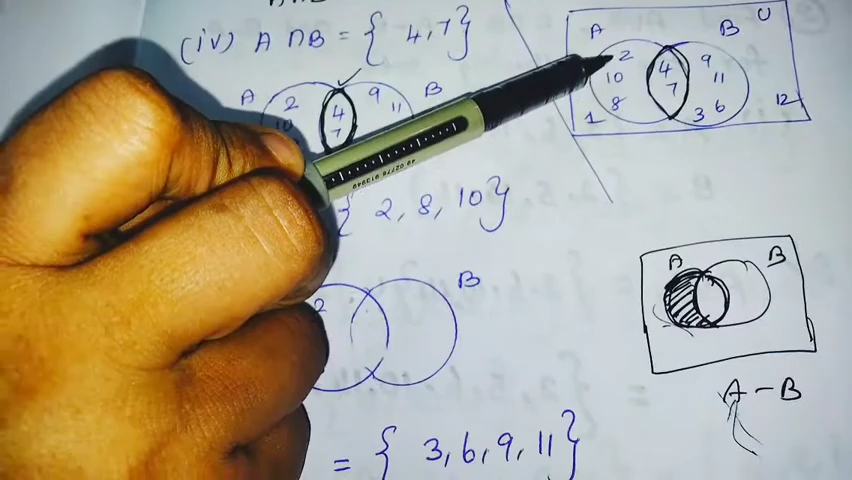 (iv) A ∩ B = { 4, 7}
A 2 4 7 9 11 B
{ 2, 8, 10}
2 B
= { 3, 6, 9, 11}
A B U
2 4 9
10 7 11
8 6
1 3 12
A B
A - B